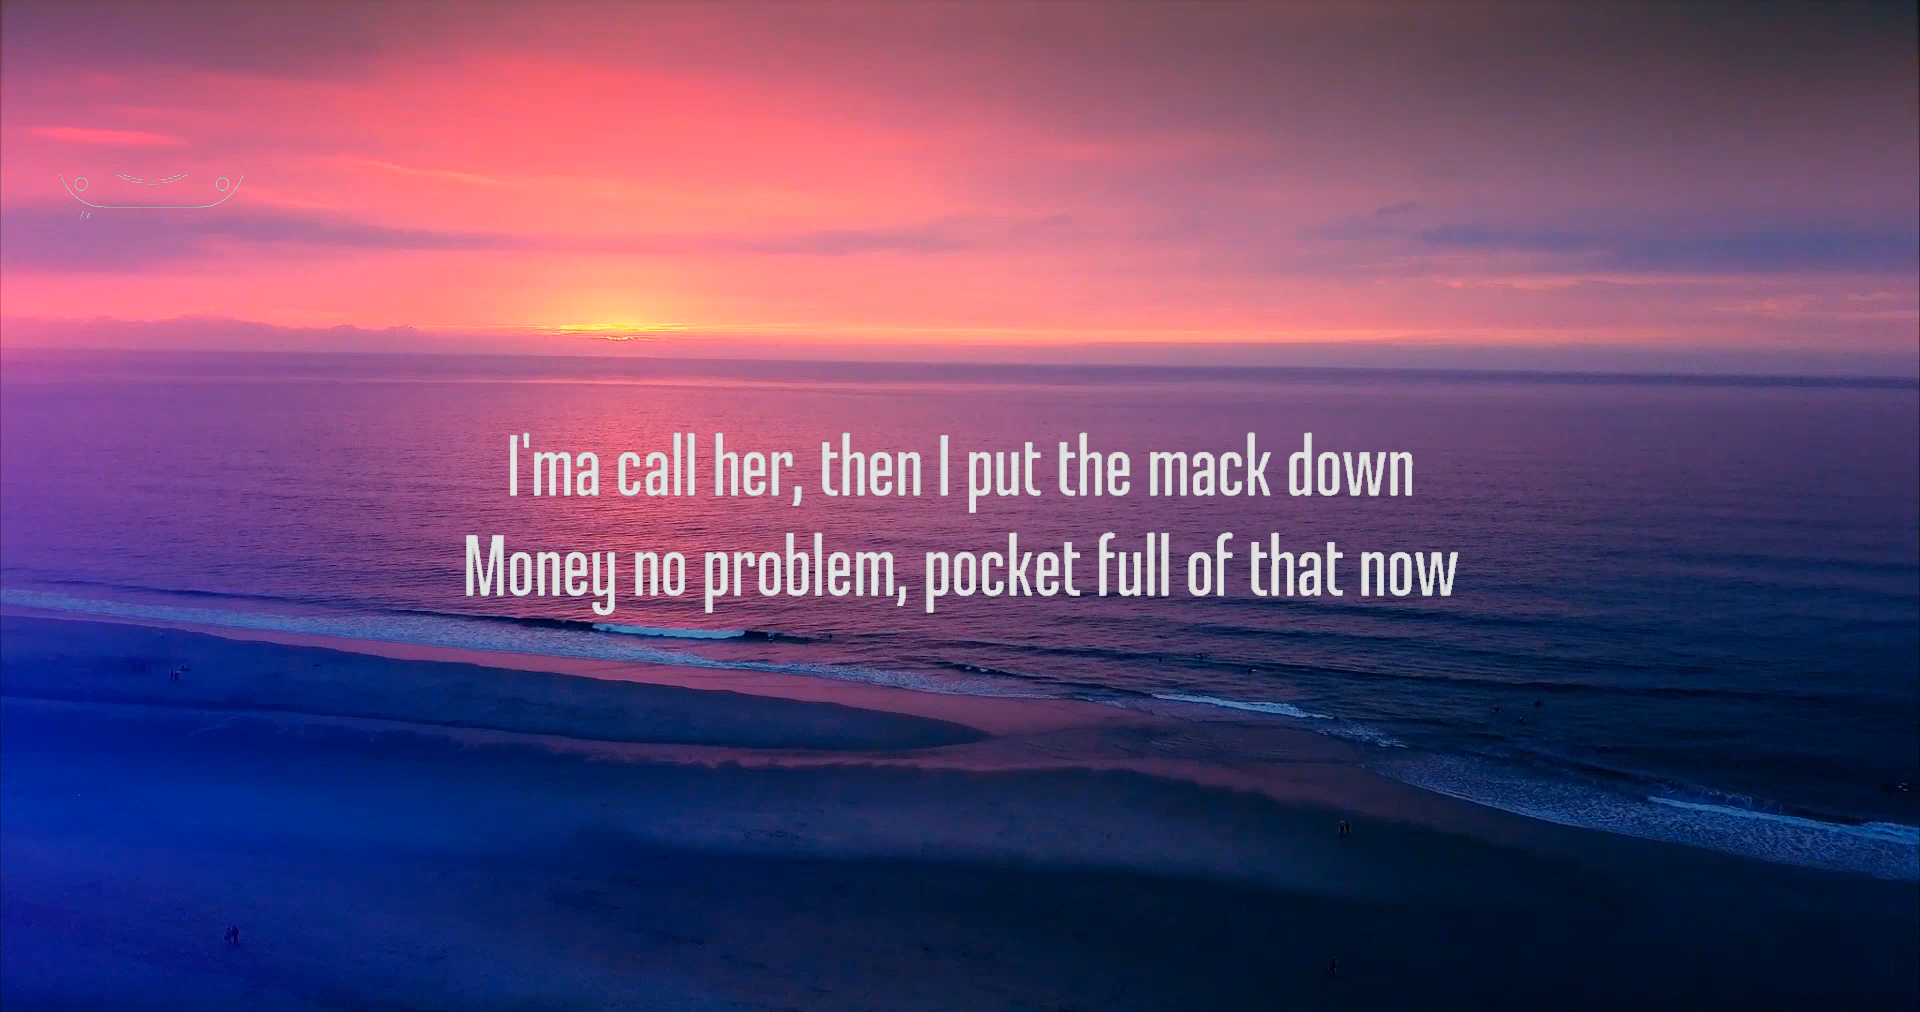 I'ma call her, then I put the mack down
Money no problem, pocket full of that now